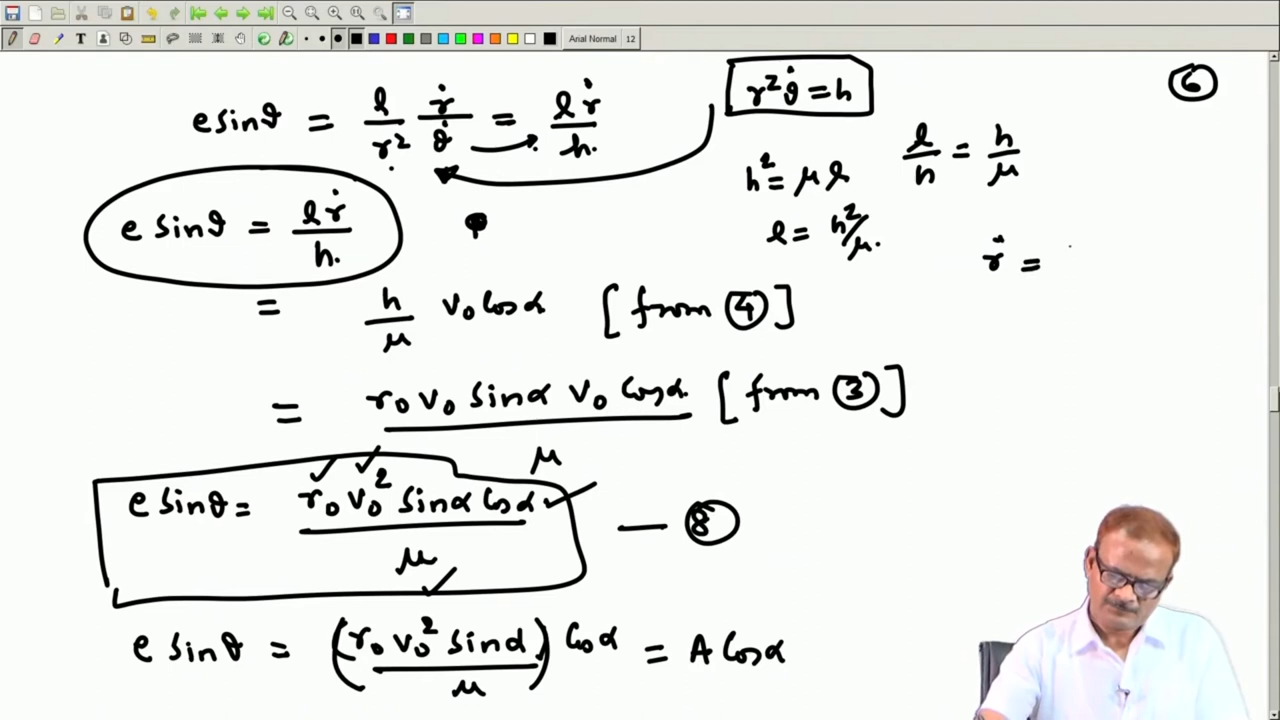 Arial Normal 12
⑥
e sinθ = l/r² ṙ/θ̇ = lṙ/h.
r²θ̇ = h
h² = μl
l/h = h/μ
e sinθ = lṙ/h.
l = h²/μ.
ṙ =
= h/μ v₀ cosα [from ④]
= r₀ v₀ sinα v₀ cosα / μ [from ③]
e sinθ = r₀ v₀² sinα cosα / μ — ⑧
e sinθ = (r₀ v₀² sinα / μ) cosα = A cosα